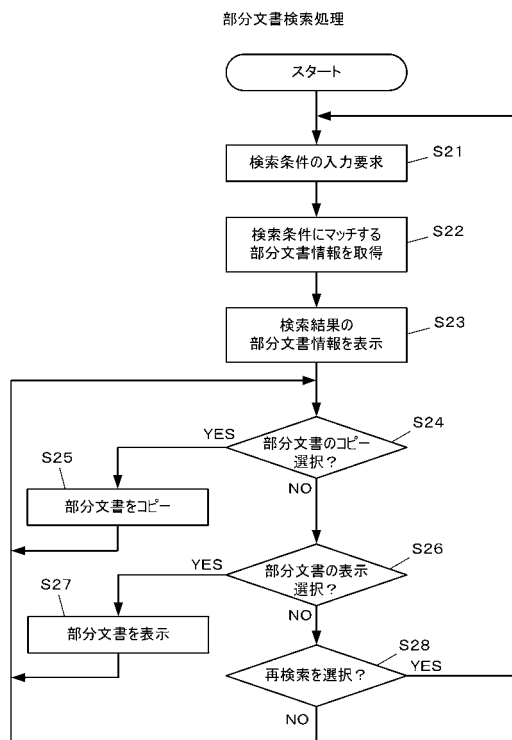 部分文書検索処理
スタート
検索条件の入力要求
S21
検索条件にマッチする
部分文書情報を取得
S22
検索結果の
部分文書情報を表示
S23
部分文書のコピー
選択?
S24
YES
NO
S25
部分文書をコピー
部分文書の表示
選択?
S26
YES
NO
S27
部分文書を表示
再検索を選択?
S28
YES
NO